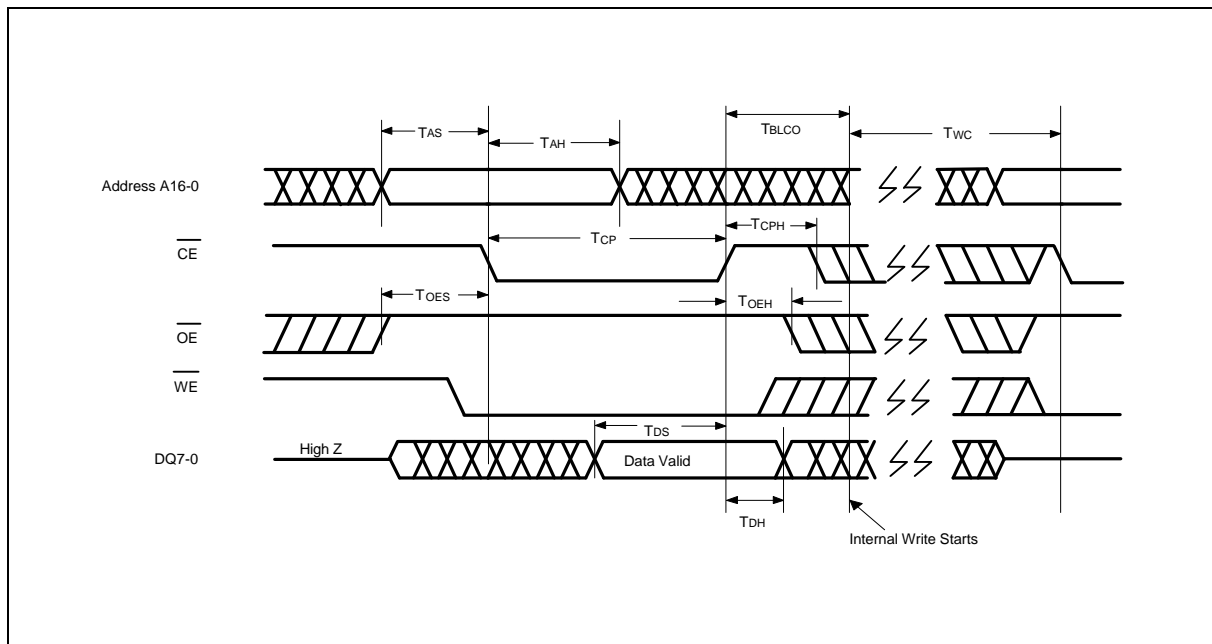 TAS
TAH
TBLCO
TWC
Address A16-0
TCPH
TCP
CE
TOES
TOEH
OE
WE
TDS
High Z
DQ7-0
Data Valid
TDH
Internal Write Starts